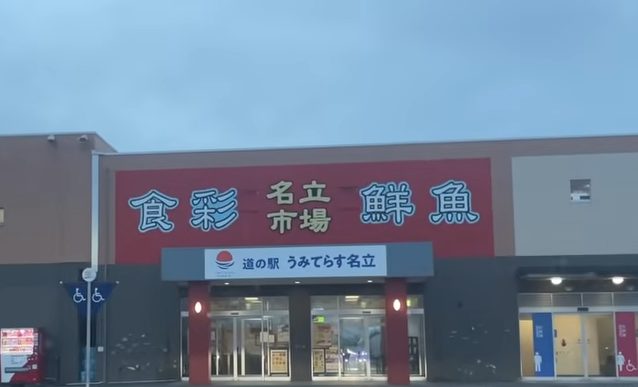 食彩 名立市場 鮮魚
道の駅 うみてらす名立